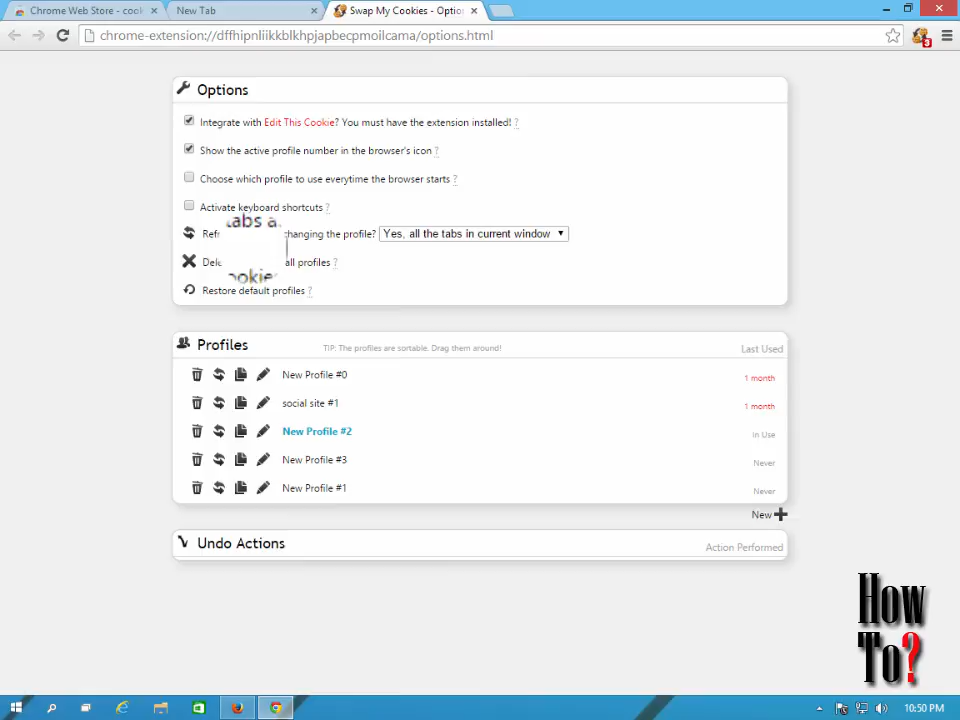 Chrome Web Store - cook
New Tab
Swap My Cookies - Optio
chrome-extension://dffhipnliikkblkhpjapbecpmoilcama/options.html
3
Options
Integrate with Edit This Cookie? You must have the extension installed! ?
Show the active profile number in the browser's icon ?
Choose which profile to use everytime the browser starts ?
Activate keyboard shortcuts ?
tabs a
Refr changing the profile? Yes, all the tabs in current window
Dele all profiles ?
ookie
Restore default profiles ?
Profiles TIP: The profiles are sortable. Drag them around! Last Used
New Profile #0 1 month
social site #1 1 month
New Profile #2 In Use
New Profile #3 Never
New Profile #1 Never
New
Undo Actions Action Performed
How
To?
10:50 PM